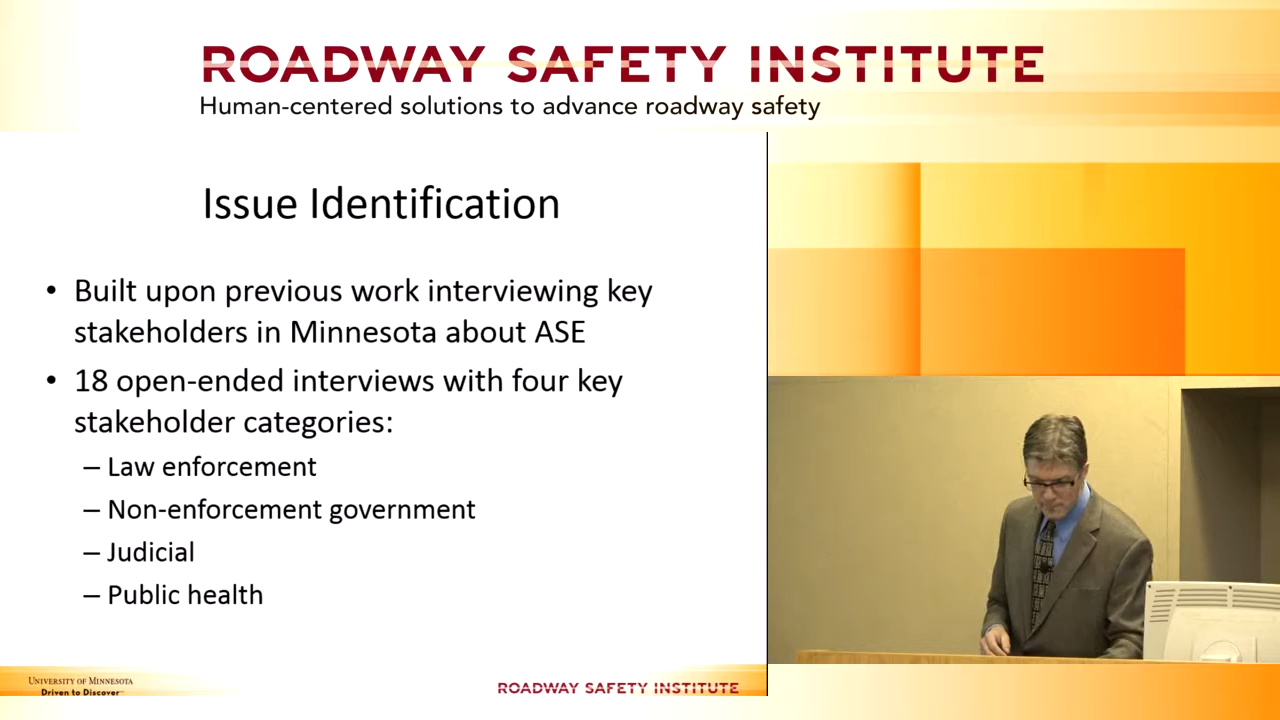 ROADWAY SAFETY INSTITUTE
Human-centered solutions to advance roadway safety
Issue Identification
• Built upon previous work interviewing key
stakeholders in Minnesota about ASE
• 18 open-ended interviews with four key
stakeholder categories:
– Law enforcement
– Non-enforcement government
– Judicial
– Public health
UNIVERSITY OF MINNESOTA
Driven to Discover
ROADWAY SAFETY INSTITUTE